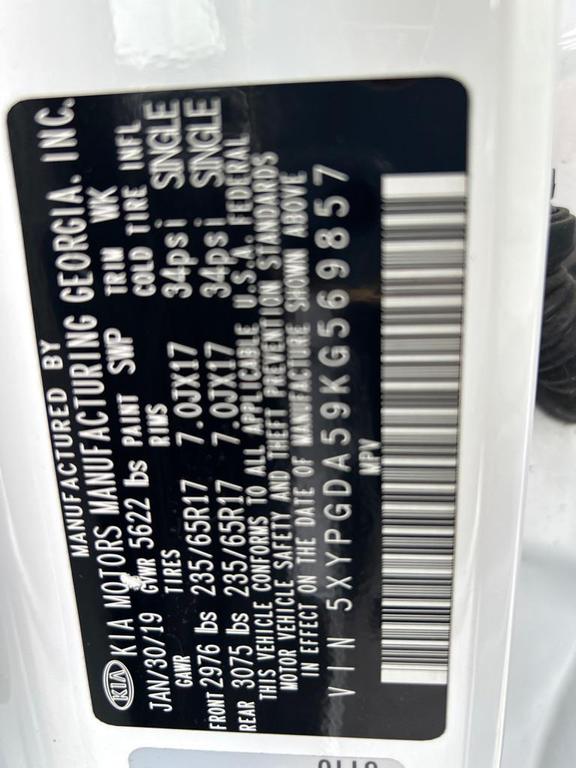 MANUFACTURED BY
KIA KIA MOTORS MANUFACTURING GEORGIA. INC.
JAN/30/19 GVWR 5622 lbs PAINT SWP TRIM WK
GAWR TIRES RIMS COLD TIRE INFL
FRONT 2976 lbs 235/65R17 7.0JX17 34psi SINGLE
REAR 3075 lbs 235/65R17 7.0JX17 34psi SINGLE
THIS VEHICLE CONFORMS TO ALL APPLICABLE U.S.A. FEDERAL
MOTOR VEHICLE SAFETY AND THEFT PREVENTION STANDARDS
IN EFFECT ON THE DATE OF MANUFACTURE SHOWN ABOVE
VIN 5XYPGDA59KG569857
MPV